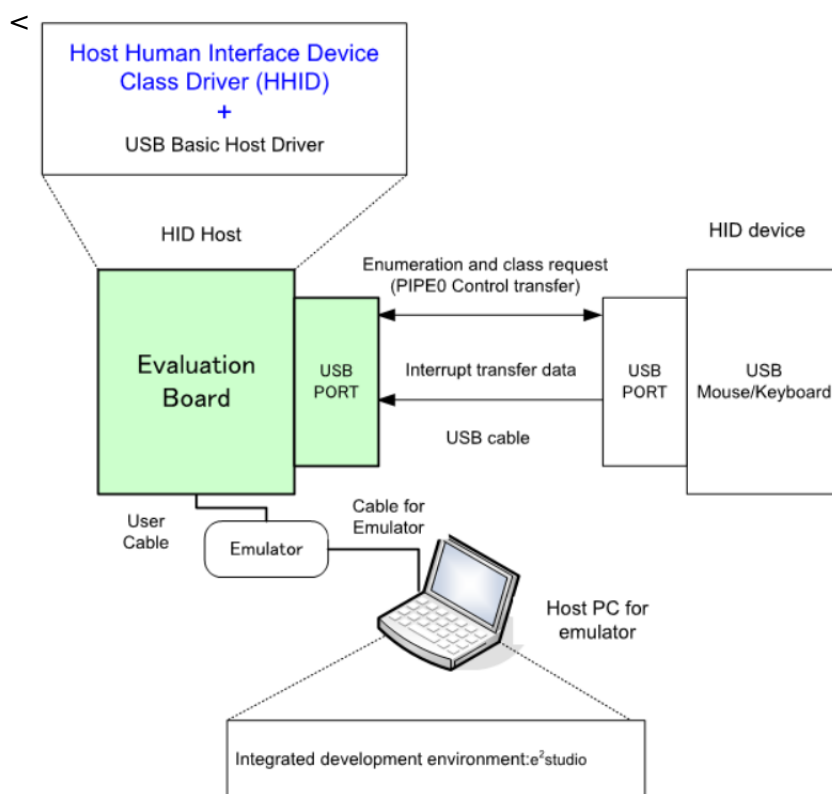 <
Host Human Interface Device
Class Driver (HHID)
+
USB Basic Host Driver
HID Host
HID device
Enumeration and class request
(PIPE0 Control transfer)
Evaluation
Board
USB
PORT
Interrupt transfer data
USB
PORT
USB
Mouse/Keyboard
USB cable
User
Cable
Cable for
Emulator
Emulator
Host PC for
emulator
Integrated development environment:e²studio